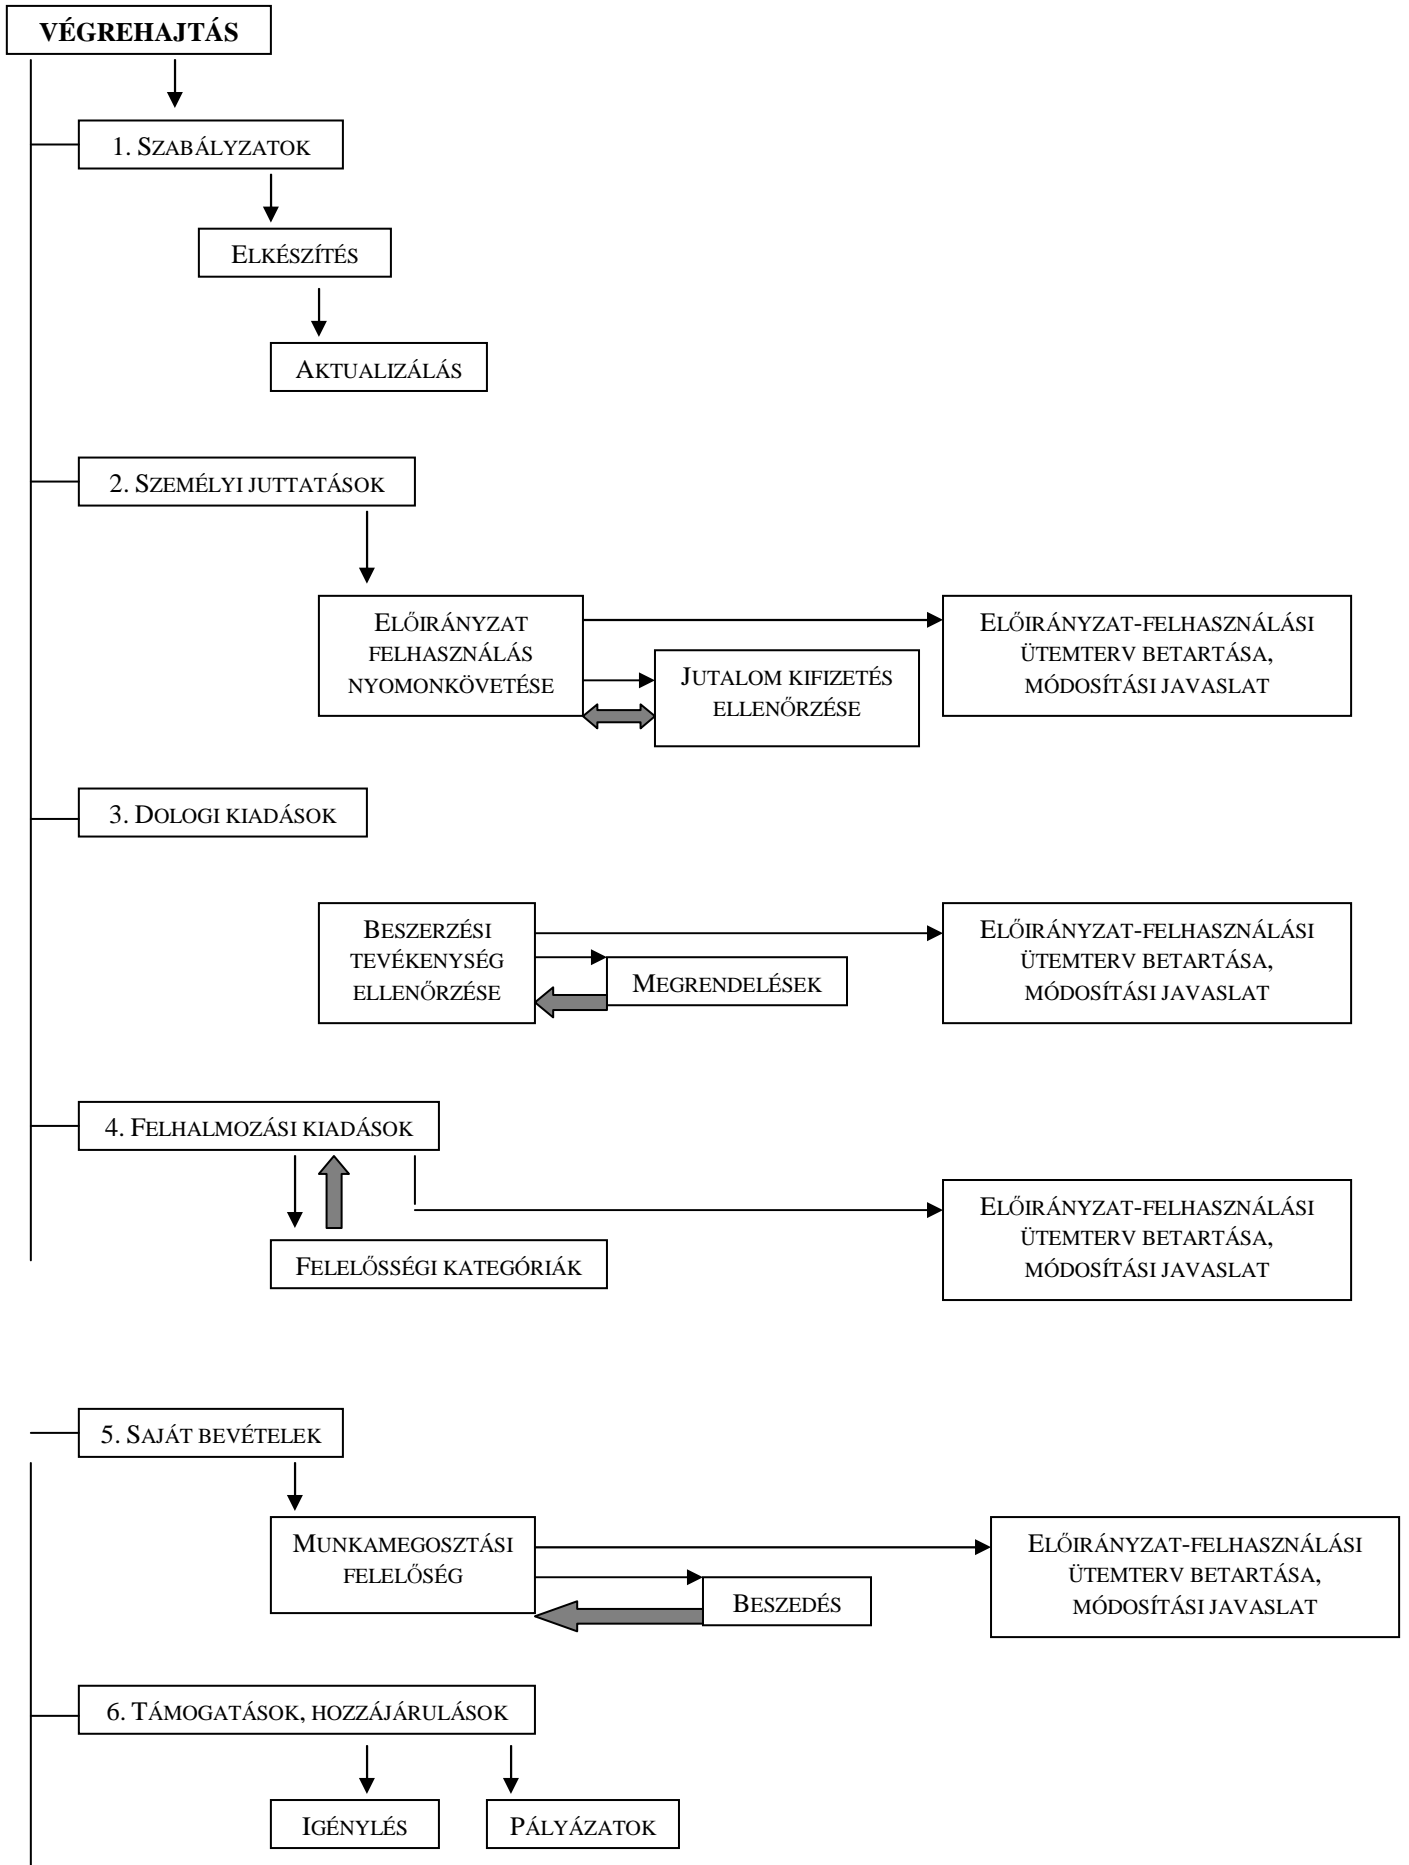 VÉGREHAJTÁS
1. SZABÁLYZATOK
ELKÉSZÍTÉS
AKTUALIZÁLÁS
2. SZEMÉLYI JUTTATÁSOK
ELŐIRÁNYZAT
FELHASZNÁLÁS
NYOMONKÖVETÉSE
JUTALOM KIFIZETÉS
ELLENŐRZÉSE
ELŐIRÁNYZAT-FELHASZNÁLÁSI
ÜTEMTERV BETARTÁSA,
MÓDOSÍTÁSI JAVASLAT
3. DOLOGI KIADÁSOK
BESZERZÉSI
TEVÉKENYSÉG
ELLENŐRZÉSE
MEGRENDELÉSEK
ELŐIRÁNYZAT-FELHASZNÁLÁSI
ÜTEMTERV BETARTÁSA,
MÓDOSÍTÁSI JAVASLAT
4. FELHALMOZÁSI KIADÁSOK
FELELŐSSÉGI KATEGÓRIÁK
ELŐIRÁNYZAT-FELHASZNÁLÁSI
ÜTEMTERV BETARTÁSA,
MÓDOSÍTÁSI JAVASLAT
5. SAJÁT BEVÉTELEK
MUNKAMEGOSZTÁSI
FELELŐSÉG
BESZEDÉS
ELŐIRÁNYZAT-FELHASZNÁLÁSI
ÜTEMTERV BETARTÁSA,
MÓDOSÍTÁSI JAVASLAT
6. TÁMOGATÁSOK, HOZZÁJÁRULÁSOK
IGÉNYLÉS
PÁLYÁZATOK